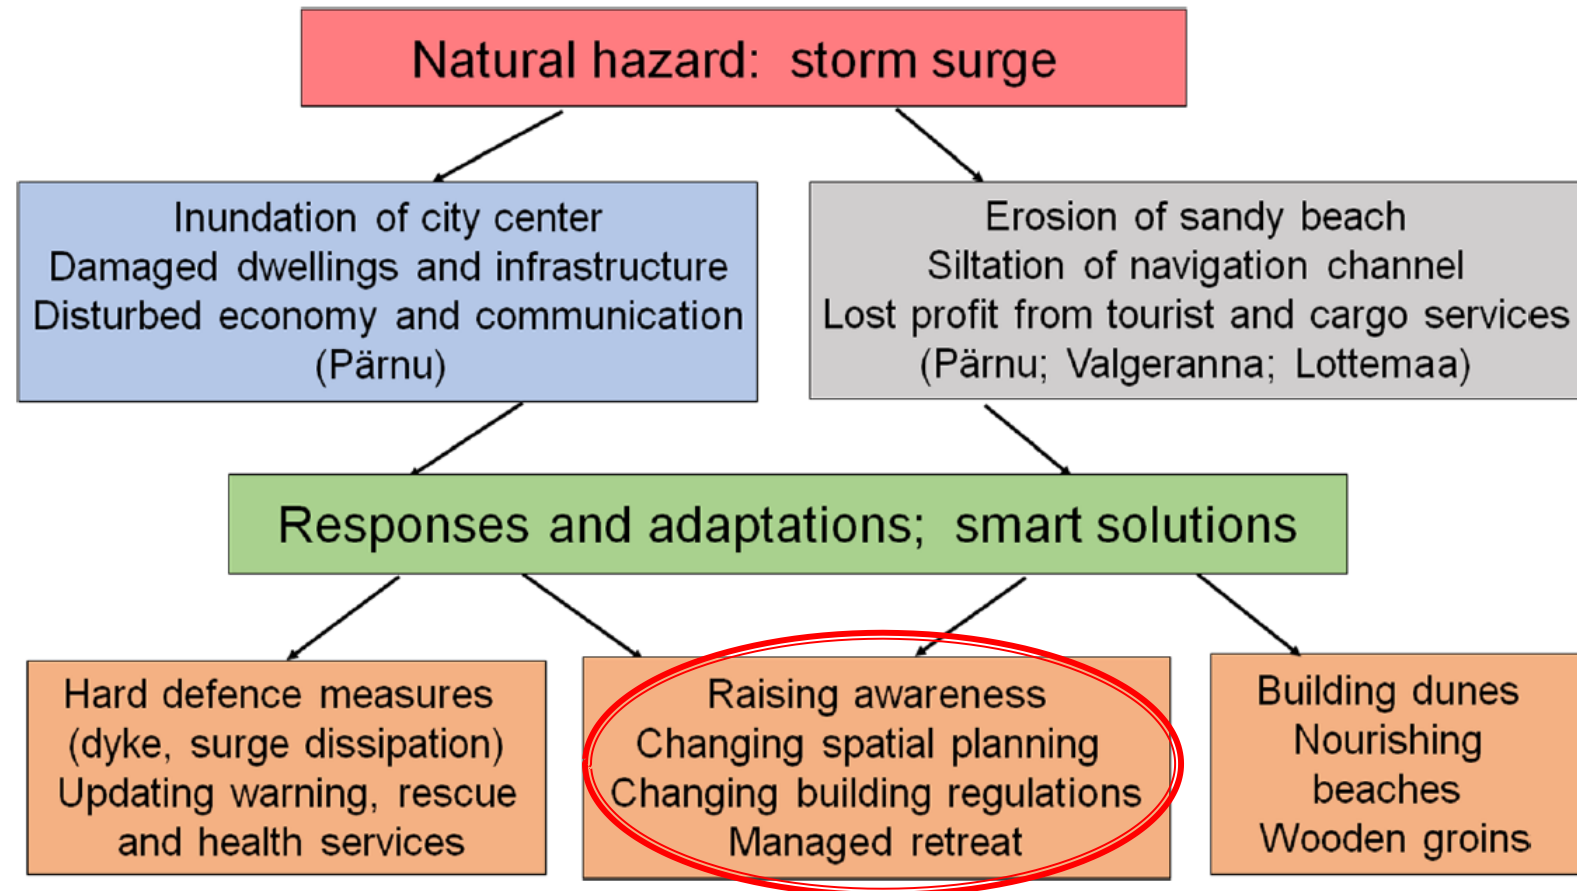 Natural hazard: storm surge
Inundation of city center
Damaged dwellings and infrastructure
Disturbed economy and communication
(Pärnu)
Erosion of sandy beach
Siltation of navigation channel
Lost profit from tourist and cargo services
(Pärnu; Valgeranna; Lottemaa)
Responses and adaptations; smart solutions
Hard defence measures
(dyke, surge dissipation)
Updating warning, rescue
and health services
Raising awareness
Changing spatial planning
Changing building regulations
Managed retreat
Building dunes
Nourishing
beaches
Wooden groins